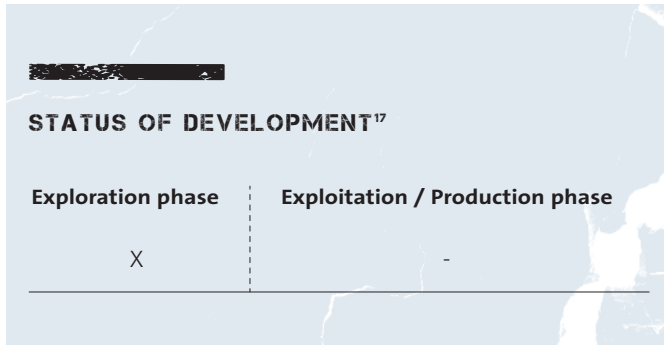 STATUS OF DEVELOPMENT17
Exploration phase Exploitation / Production phase
X -